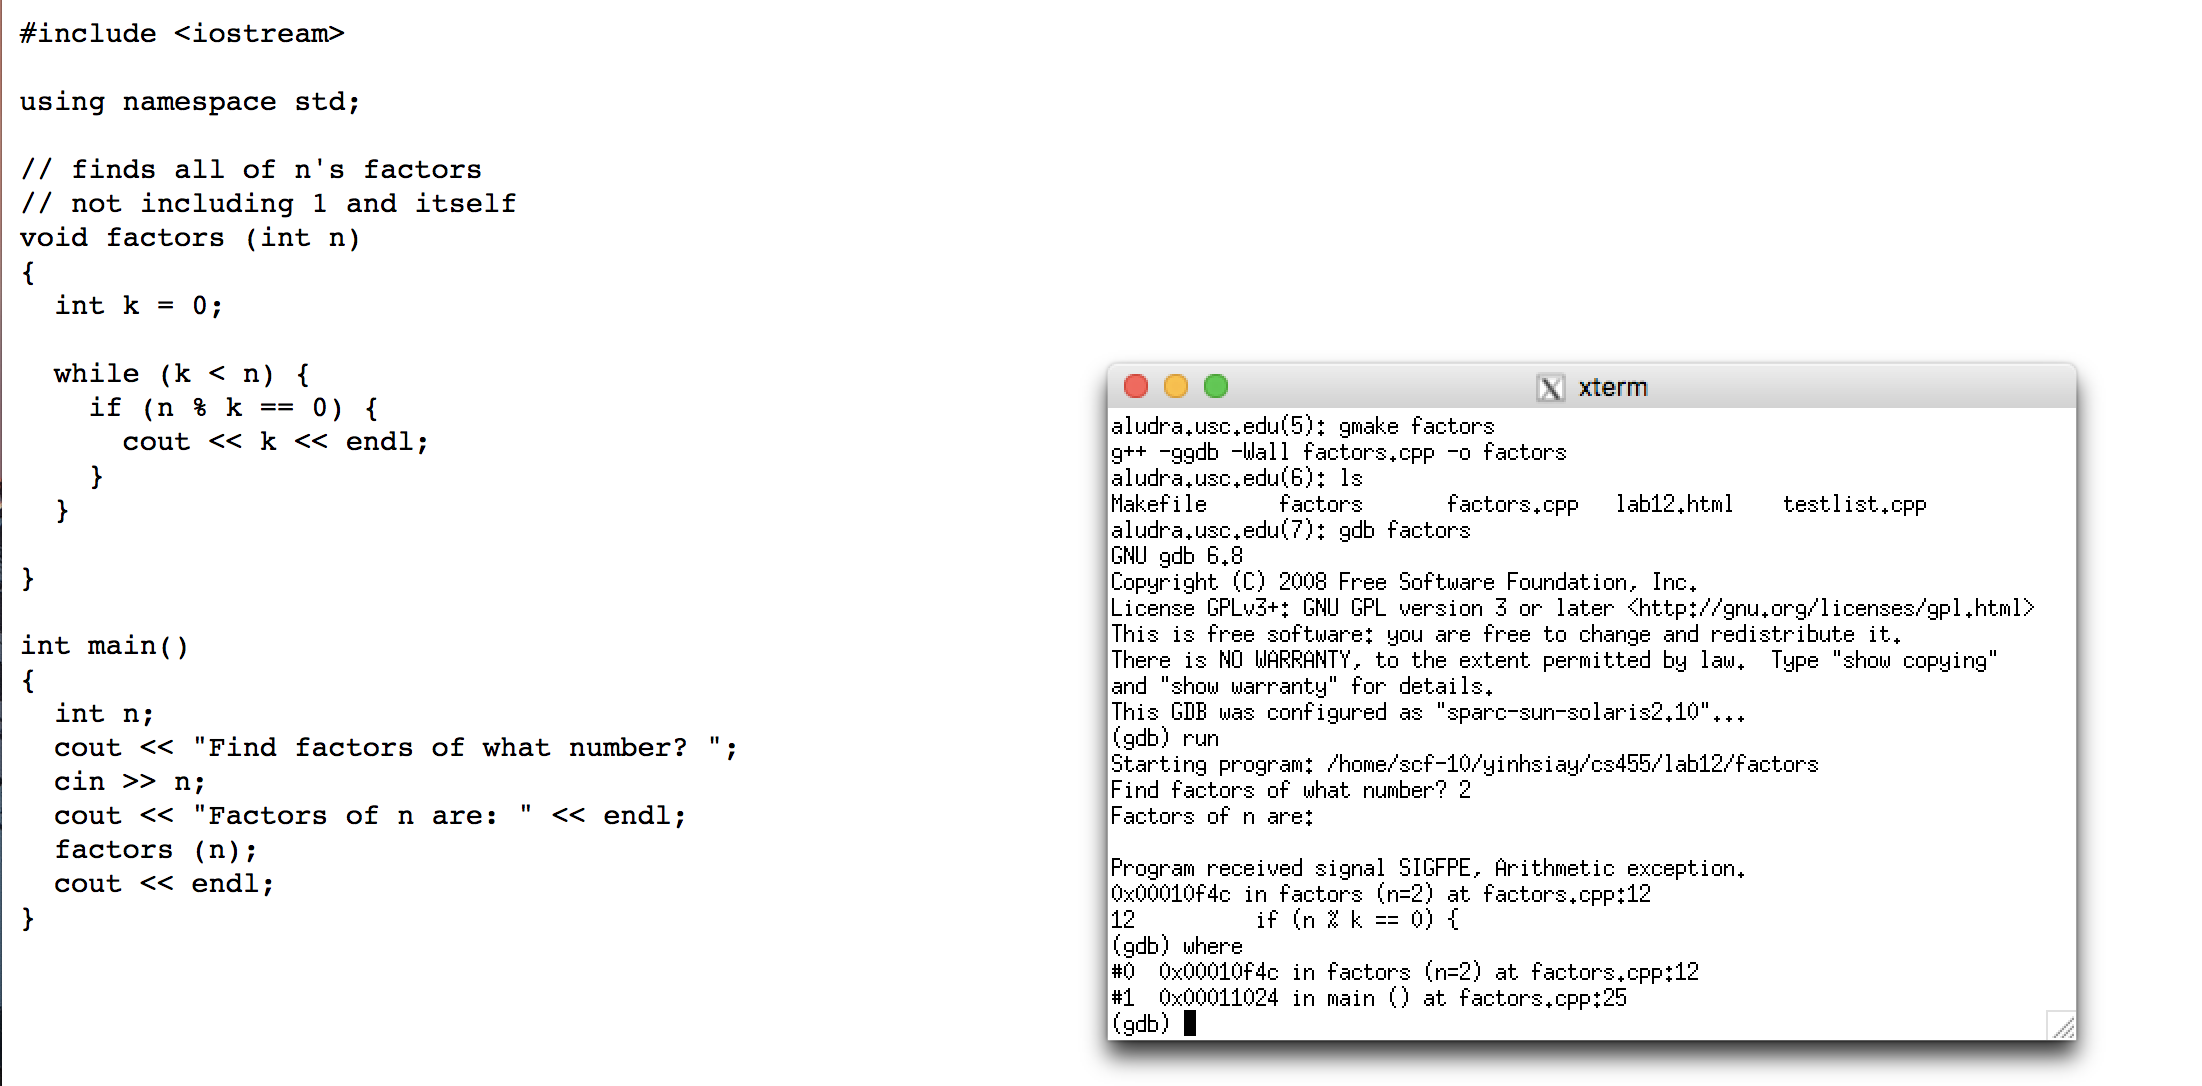 #include <iostream>
using namespace std;
// finds all of n's factors
// not including 1 and itself
void factors (int n)
{
  int k = 0;
  while (k < n) {
    if (n % k == 0) {
      cout << k << endl;
    }
  }
}
int main()
{
  int n;
  cout << "Find factors of what number? ";
  cin >> n;
  cout << "Factors of n are: " << endl;
  factors (n);
  cout << endl;
}
xterm
aludra.usc.edu(5): gmake factors
g++ -ggdb -Wall factors.cpp -o factors
aludra.usc.edu(6): ls
Makefile      factors       factors.cpp   lab12.html    testlist.cpp
aludra.usc.edu(7): gdb factors
GNU gdb 6.8
Copyright (C) 2008 Free Software Foundation, Inc.
License GPLv3+: GNU GPL version 3 or later <http://gnu.org/licenses/gpl.html>
This is free software: you are free to change and redistribute it.
There is NO WARRANTY, to the extent permitted by law.  Type "show copying"
and "show warranty" for details.
This GDB was configured as "sparc-sun-solaris2.10"...
(gdb) run
Starting program: /home/scf-10/yinhsiay/cs455/lab12/factors
Find factors of what number? 2
Factors of n are:
Program received signal SIGFPE, Arithmetic exception.
0x00010f4c in factors (n=2) at factors.cpp:12
12          if (n % k == 0) {
(gdb) where
#0  0x00010f4c in factors (n=2) at factors.cpp:12
#1  0x00011024 in main () at factors.cpp:25
(gdb)